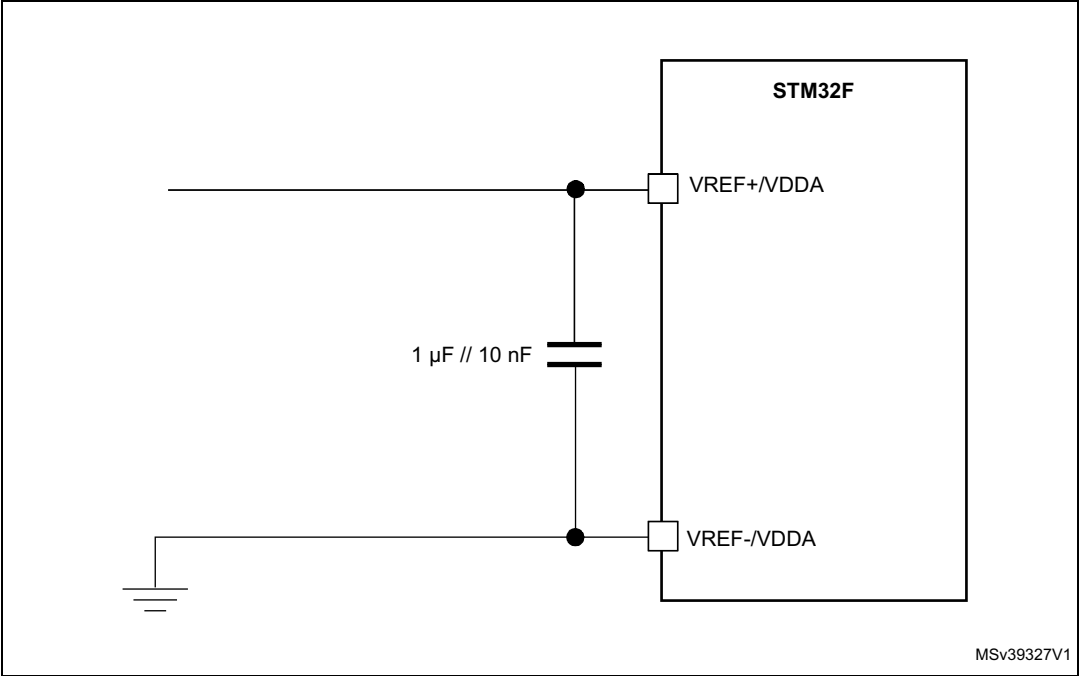 STM32F
VREF+/VDDA
1 µF // 10 nF
VREF-/VDDA
MSv39327V1